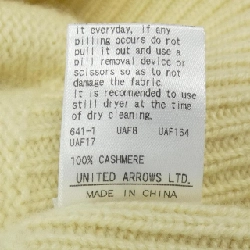 it everyday. If any
pilling occurs do not
pull it out and use a
pill removal device or
scissors so as to not
damage the fabric.
It is recomended to use
still dryer at the time
of dry cleaning.
641-1 UAF8 UAF164
UAF17
100% CASHMERE
UNITED ARROWS LTD.
MADE IN CHINA